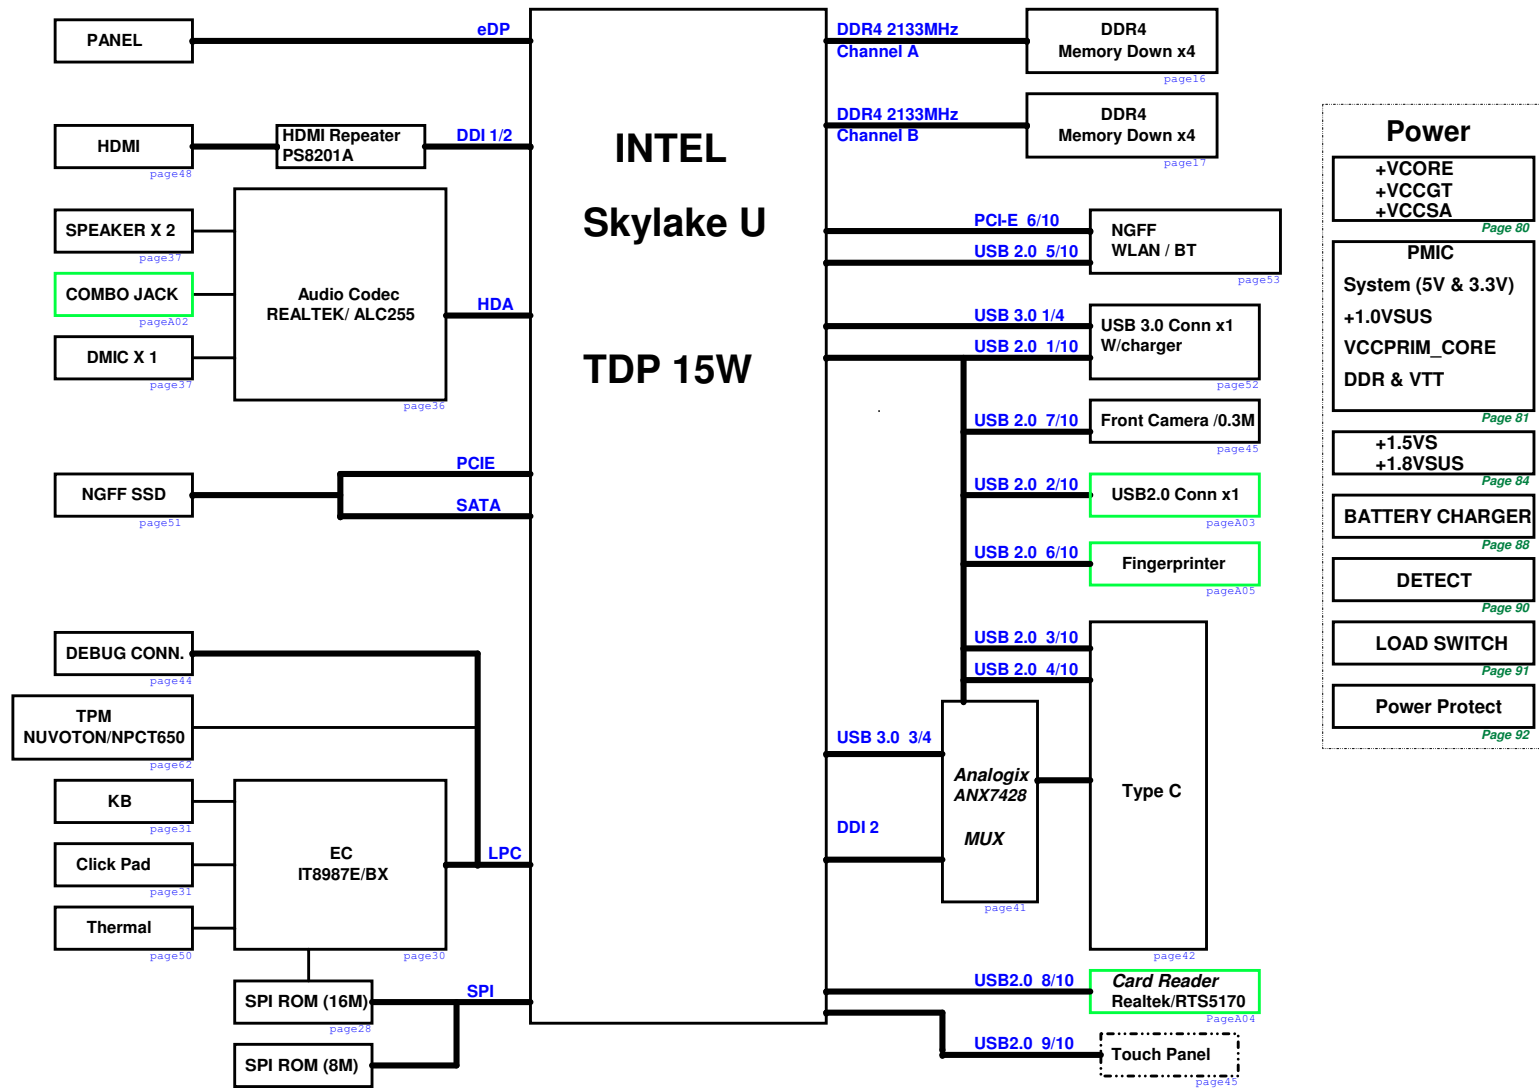 PANEL
eDP
HDMI
page48
HDMI Repeater
PS8201A
DDI 1/2
SPEAKER X 2
page37
COMBO JACK
pageA02
DMIC X 1
page37
Audio Codec
REALTEK/ ALC255
page36
HDA
NGFF SSD
page51
PCIE
SATA
DEBUG CONN.
page44
TPM
NUVOTON/NPCT650
page62
KB
page31
Click Pad
page31
Thermal
page50
EC
IT8987E/BX
page30
LPC
SPI ROM (16M)
page28
SPI
SPI ROM (8M)
INTEL
Skylake U
TDP 15W
DDR4 2133MHz
Channel A
DDR4
Memory Down x4
page16
DDR4 2133MHz
Channel B
DDR4
Memory Down x4
page17
PCI-E 6/10
USB 2.0 5/10
NGFF
WLAN / BT
page53
USB 3.0 1/4
USB 2.0 1/10
USB 3.0 Conn x1
W/charger
page52
USB 2.0 7/10
Front Camera /0.3M
page45
USB 2.0 2/10
USB2.0 Conn x1
pageA03
USB 2.0 6/10
Fingerprinter
pageA05
USB 2.0 3/10
USB 2.0 4/10
USB 3.0 3/4
DDI 2
Analogix
ANX7428
MUX
page41
Type C
page42
USB2.0 8/10
Card Reader
Realtek/RTS5170
PageA04
USB2.0 9/10
Touch Panel
page45
Power
+VCORE
+VCCGT
+VCCSA
Page 80
PMIC
System (5V & 3.3V)
+1.0VSUS
VCCPRIM_CORE
DDR & VTT
Page 81
+1.5VS
+1.8VSUS
Page 84
BATTERY CHARGER
Page 88
DETECT
Page 90
LOAD SWITCH
Page 91
Power Protect
Page 92